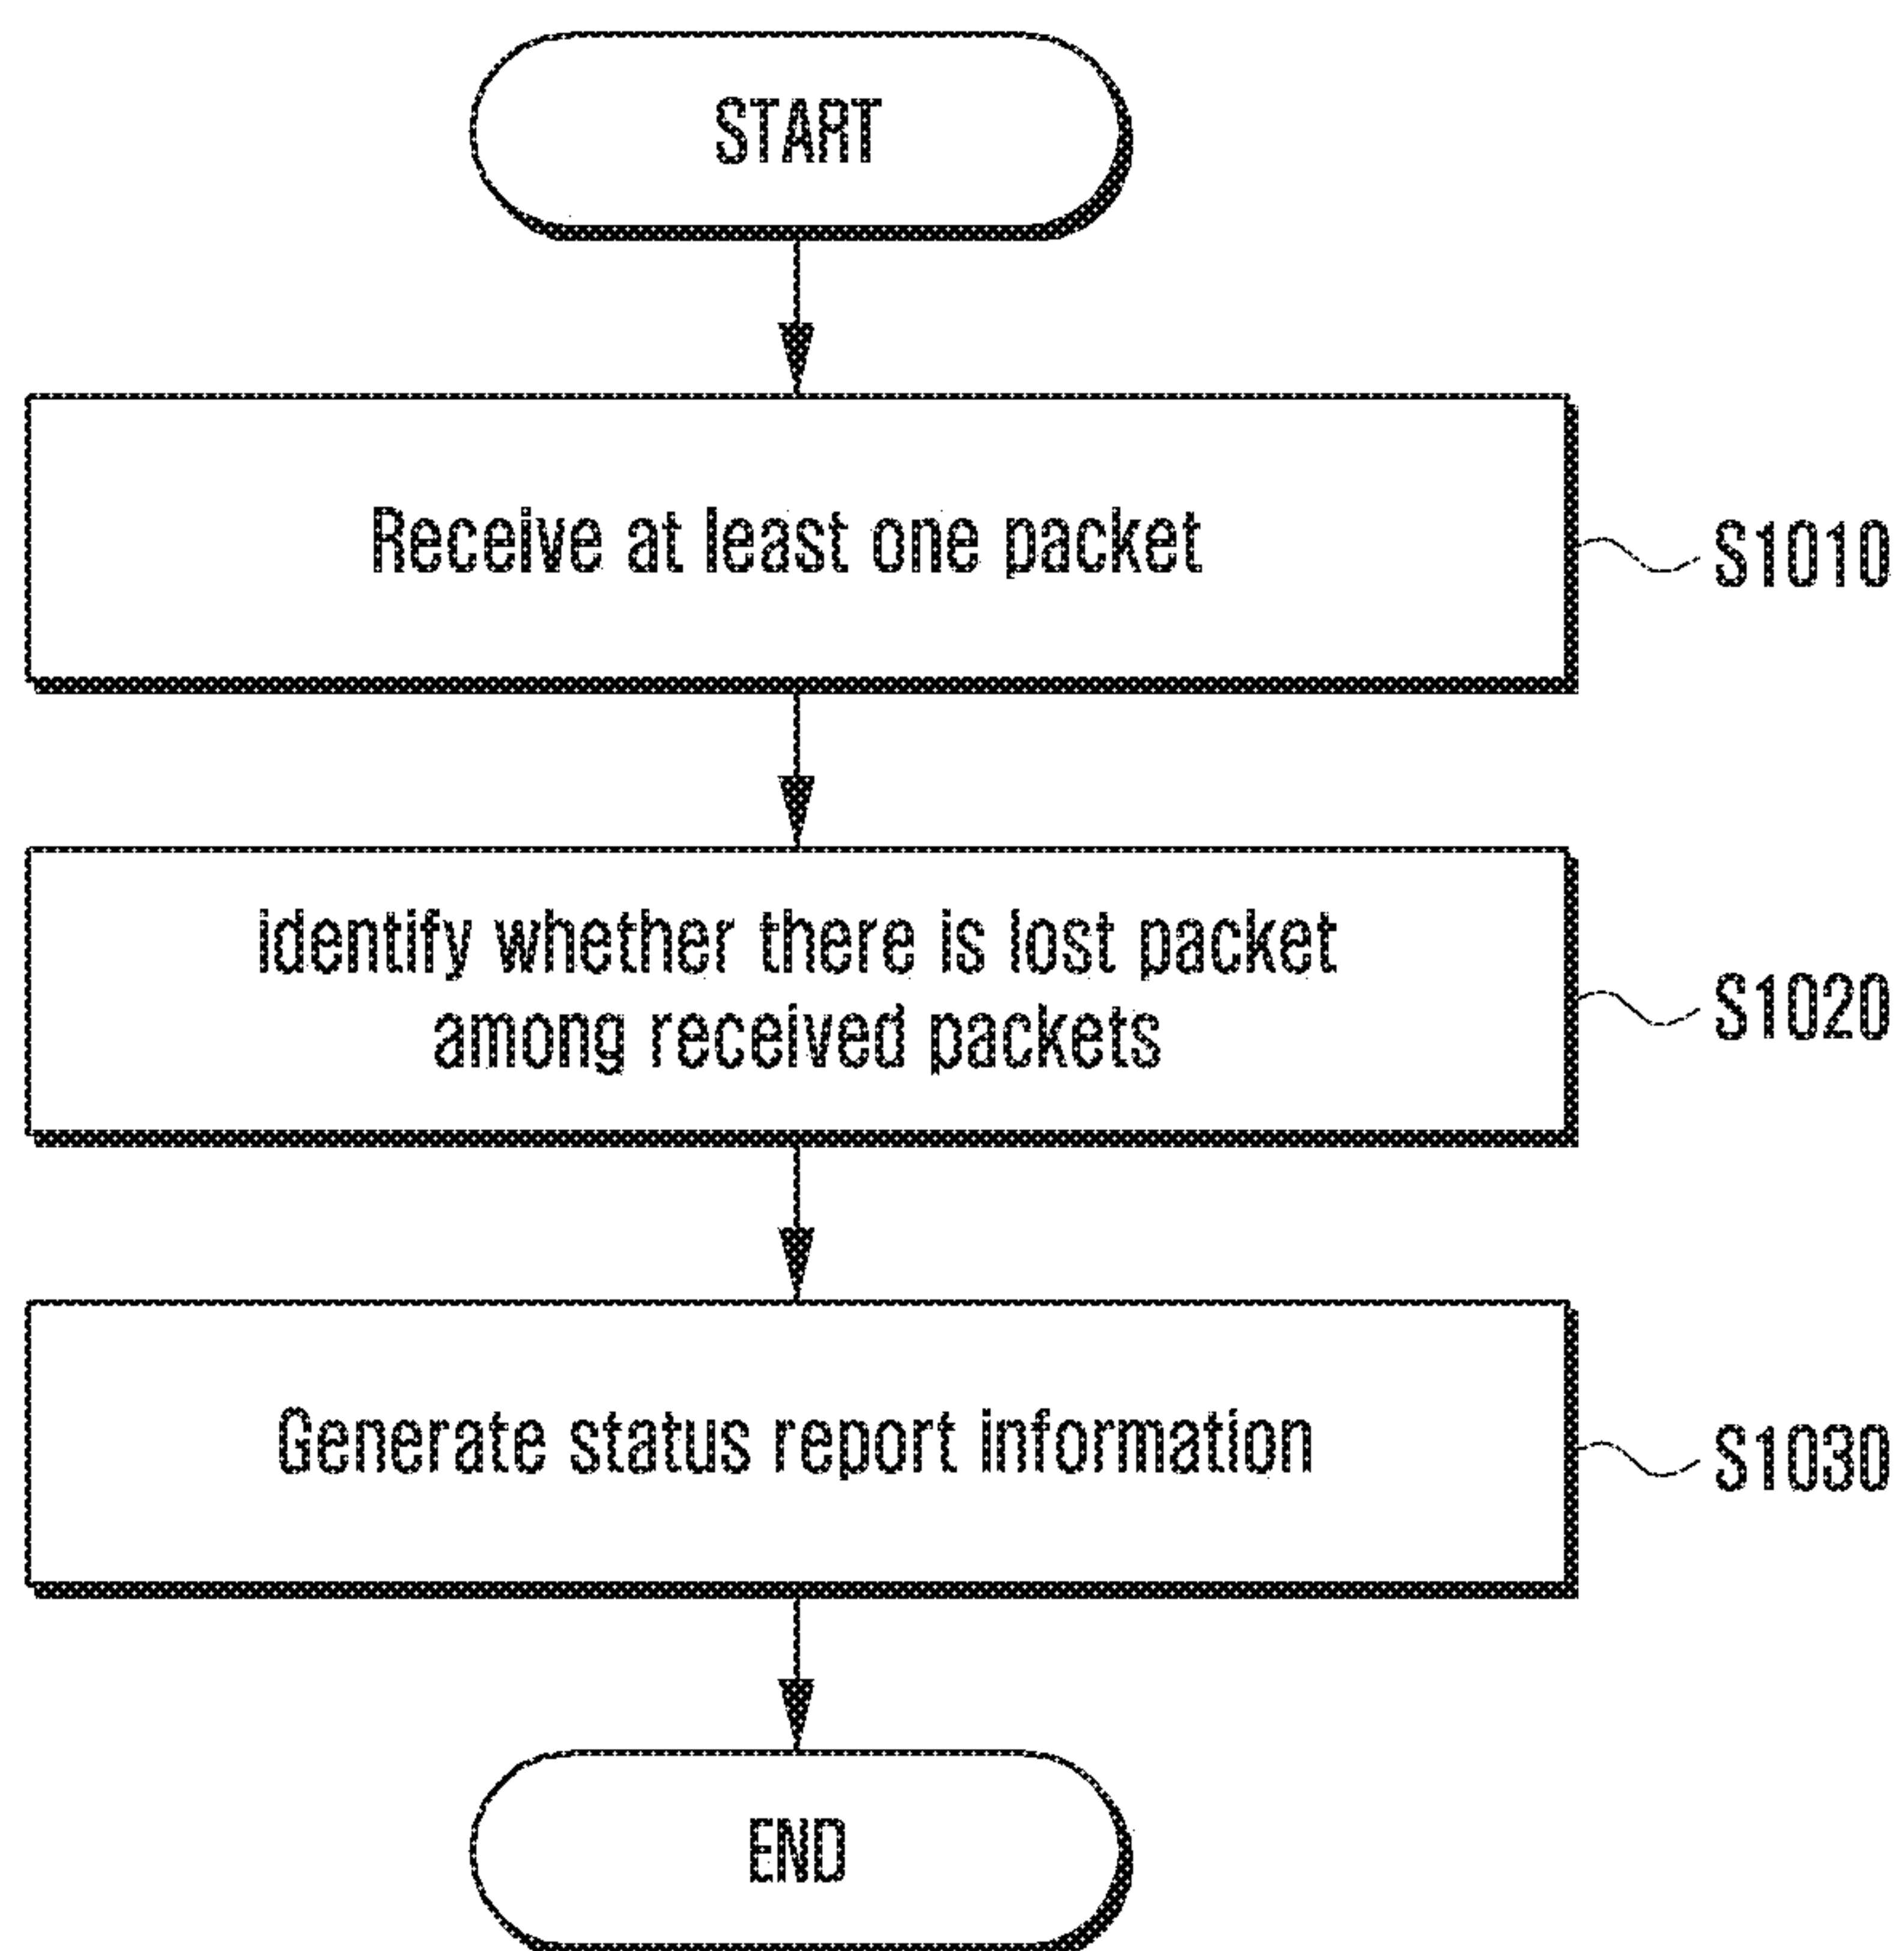 START
Receive at least one packet
S1010
identify whether there is lost packet
among received packets
S1020
Generate status report information
S1030
END